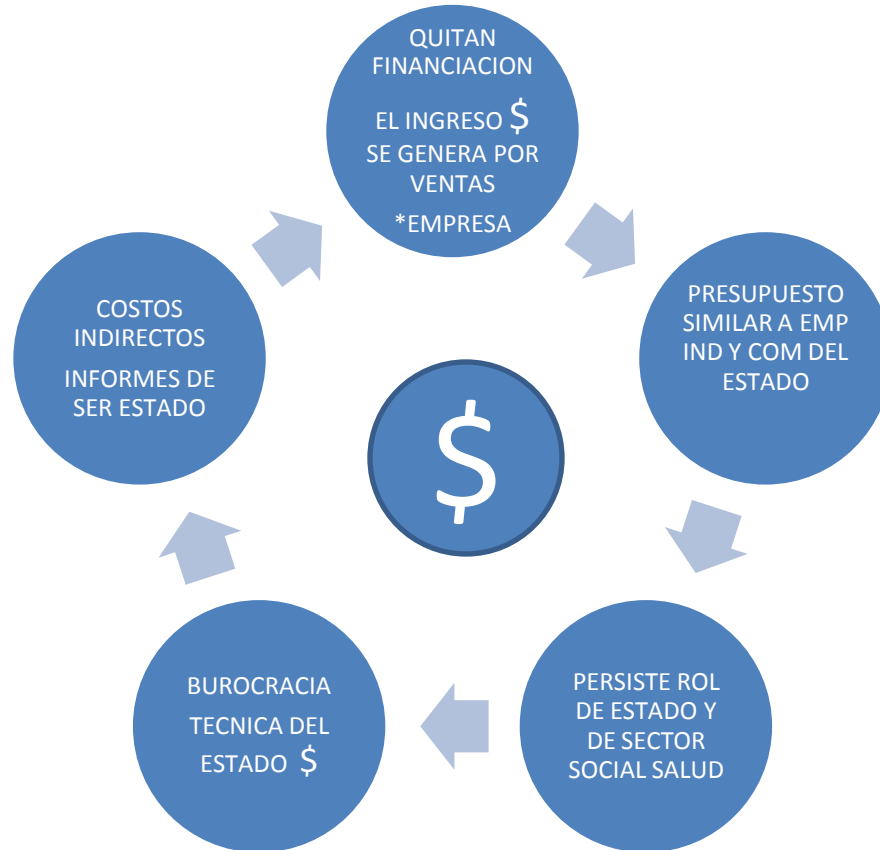 QUITAN
FINANCIACION
EL INGRESO $
SE GENERA POR
VENTAS
*EMPRESA
PRESUPUESTO
SIMILAR A EMP
IND Y COM DEL
ESTADO
PERSISTE ROL
DE ESTADO Y
DE SECTOR
SOCIAL SALUD
BUROCRACIA
TECNICA DEL
ESTADO $
COSTOS
INDIRECTOS
INFORMES DE
SER ESTADO
$